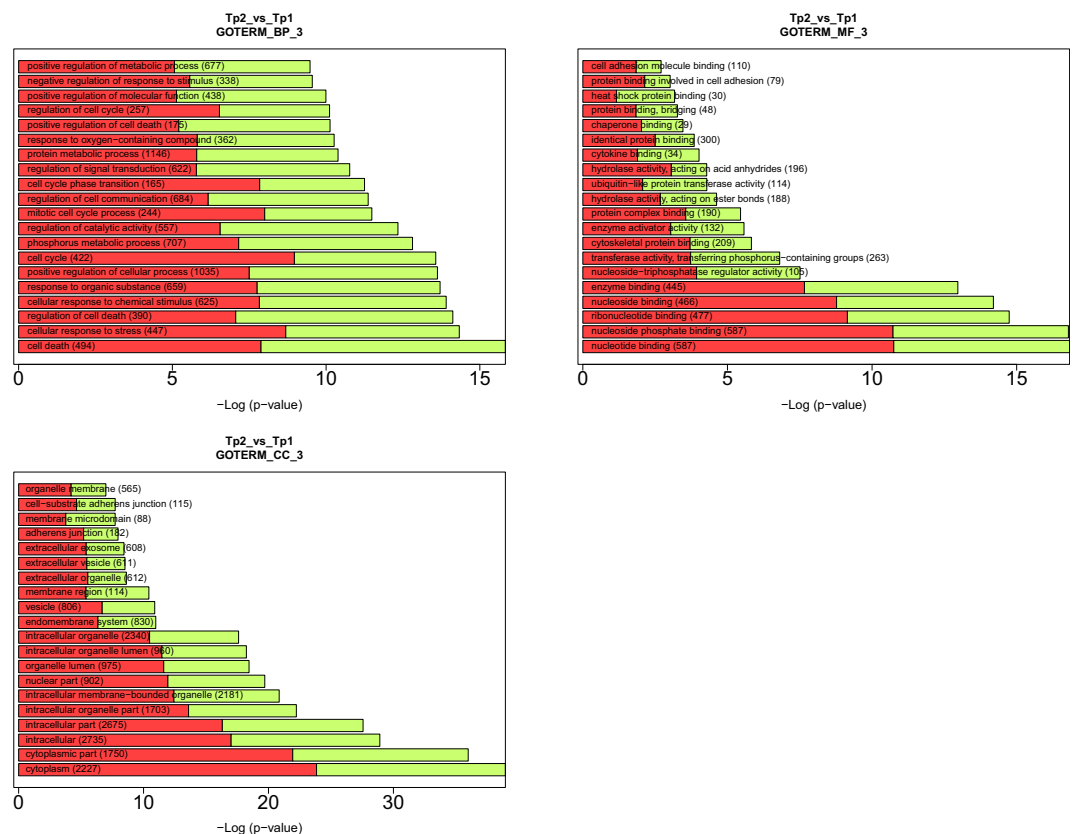 Tp2_vs_Tp1
GOTERM_BP_3
positive regulation of metabolic process (677)
negative regulation of response to stimulus (338)
positive regulation of molecular function (438)
regulation of cell cycle (257)
positive regulation of cell death (175)
response to oxygen−containing compound (362)
protein metabolic process (1146)
regulation of signal transduction (622)
cell cycle phase transition (165)
regulation of cell communication (684)
mitotic cell cycle process (244)
regulation of catalytic activity (557)
phosphorus metabolic process (707)
cell cycle (422)
positive regulation of cellular process (1035)
response to organic substance (659)
cellular response to chemical stimulus (625)
regulation of cell death (390)
cellular response to stress (447)
cell death (494)
0 5 10 15
−Log (p−value)
Tp2_vs_Tp1
GOTERM_MF_3
cell adhesion molecule binding (110)
protein binding involved in cell adhesion (79)
heat shock protein binding (30)
protein binding, bridging (48)
chaperone binding (29)
identical protein binding (300)
cytokine binding (34)
hydrolase activity, acting on acid anhydrides (196)
ubiquitin−like protein transferase activity (114)
hydrolase activity, acting on ester bonds (188)
protein complex binding (190)
enzyme activator activity (132)
cytoskeletal protein binding (209)
transferase activity, transferring phosphorus−containing groups (263)
nucleoside−triphosphatase regulator activity (105)
enzyme binding (445)
nucleoside binding (466)
ribonucleotide binding (477)
nucleoside phosphate binding (587)
nucleotide binding (587)
0 5 10 15
−Log (p−value)
Tp2_vs_Tp1
GOTERM_CC_3
organelle membrane (565)
cell−substrate adherens junction (115)
membrane microdomain (88)
adherens junction (182)
extracellular exosome (608)
extracellular vesicle (611)
extracellular organelle (612)
membrane region (114)
vesicle (806)
endomembrane system (830)
intracellular organelle (2340)
intracellular organelle lumen (960)
organelle lumen (975)
nuclear part (902)
intracellular membrane−bounded organelle (2181)
intracellular organelle part (1703)
intracellular part (2675)
intracellular (2735)
cytoplasmic part (1750)
cytoplasm (2227)
0 10 20 30
−Log (p−value)